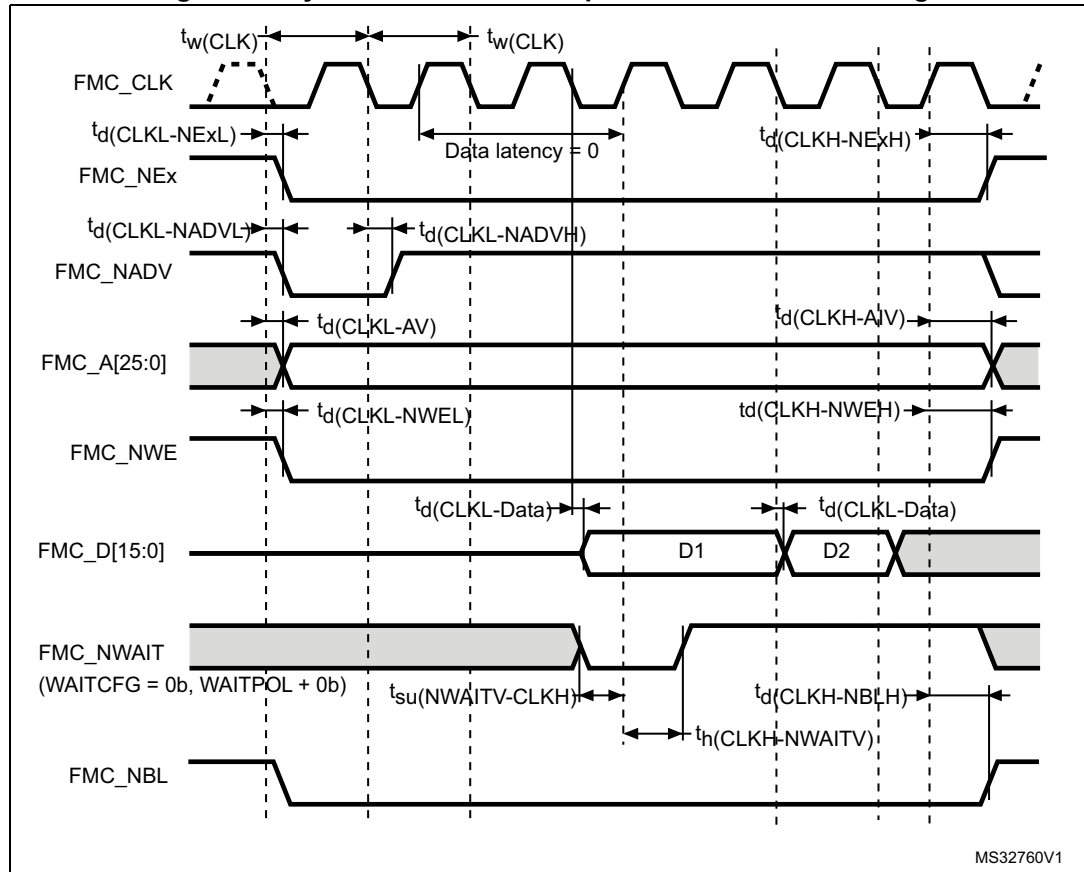 tw(CLK) tw(CLK)
FMC_CLK
td(CLKL-NExL) Data latency = 0 td(CLKH-NExH)
FMC_NEx
td(CLKL-NADVL) td(CLKL-NADVH)
FMC_NADV
td(CLKL-AV) td(CLKH-AIV)
FMC_A[25:0]
td(CLKL-NWEL) td(CLKH-NWEH)
FMC_NWE
td(CLKL-Data) td(CLKL-Data)
FMC_D[15:0] D1 D2
FMC_NWAIT
(WAITCFG = 0b, WAITPOL + 0b)
tsu(NWAITV-CLKH) td(CLKH-NBLH)
th(CLKH-NWAITV)
FMC_NBL
MS32760V1